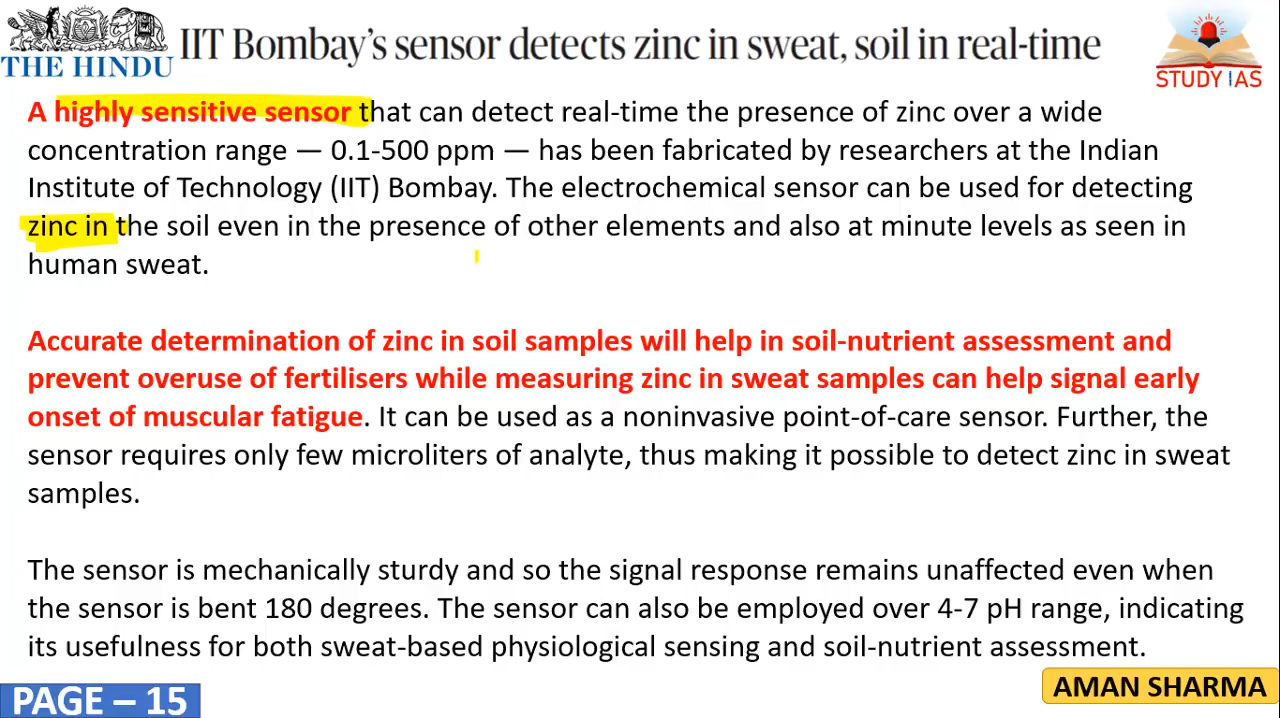 THE HINDU
IIT Bombay's sensor detects zinc in sweat, soil in real-time
STUDY IAS
A highly sensitive sensor that can detect real-time the presence of zinc over a wide
concentration range — 0.1-500 ppm — has been fabricated by researchers at the Indian
Institute of Technology (IIT) Bombay. The electrochemical sensor can be used for detecting
zinc in the soil even in the presence of other elements and also at minute levels as seen in
human sweat.
Accurate determination of zinc in soil samples will help in soil-nutrient assessment and
prevent overuse of fertilisers while measuring zinc in sweat samples can help signal early
onset of muscular fatigue. It can be used as a noninvasive point-of-care sensor. Further, the
sensor requires only few microliters of analyte, thus making it possible to detect zinc in sweat
samples.
The sensor is mechanically sturdy and so the signal response remains unaffected even when
the sensor is bent 180 degrees. The sensor can also be employed over 4-7 pH range, indicating
its usefulness for both sweat-based physiological sensing and soil-nutrient assessment.
PAGE – 15
AMAN SHARMA